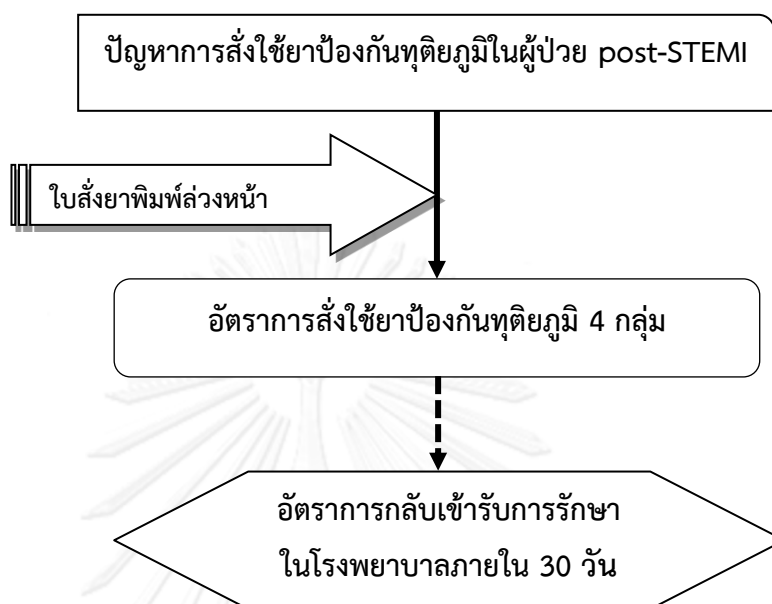 ปัญหาการสั่งใช้ยาป้องกันทุติยภูมิในผู้ป่วย post-STEMI
ใบสั่งยาพิมพ์ล่วงหน้า
อัตราการสั่งใช้ยาป้องกันทุติยภูมิ 4 กลุ่ม
อัตราการกลับเข้ารับการรักษา
ในโรงพยาบาลภายใน 30 วัน